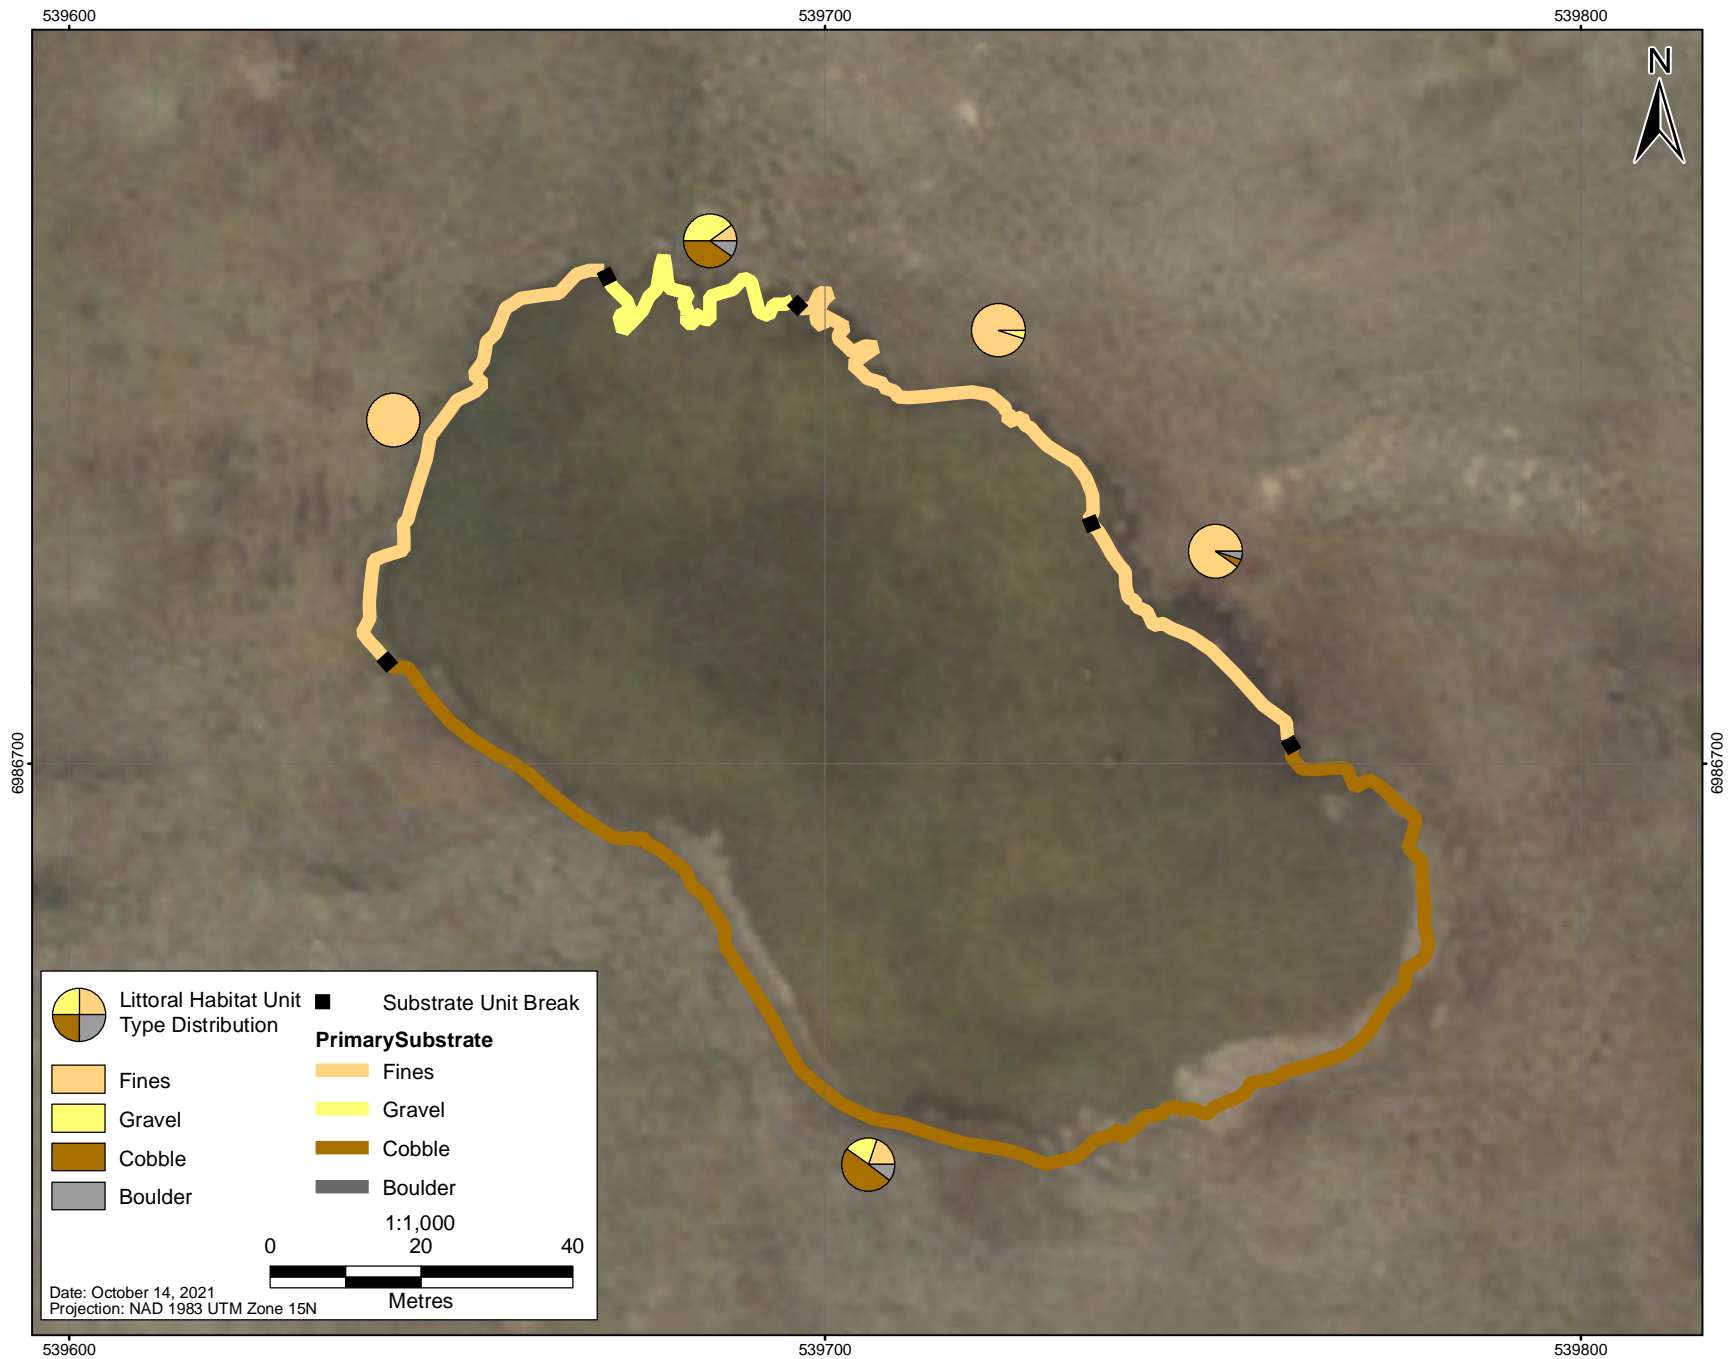 539600 539700 539800
N
6986700 6986700
Littoral Habitat Unit
Type Distribution
Fines
Gravel
Cobble
Boulder
Substrate Unit Break
PrimarySubstrate
Fines
Gravel
Cobble
Boulder
1:1,000
0 20 40
Metres
Date: October 14, 2021
Projection: NAD 1983 UTM Zone 15N
539600 539700 539800